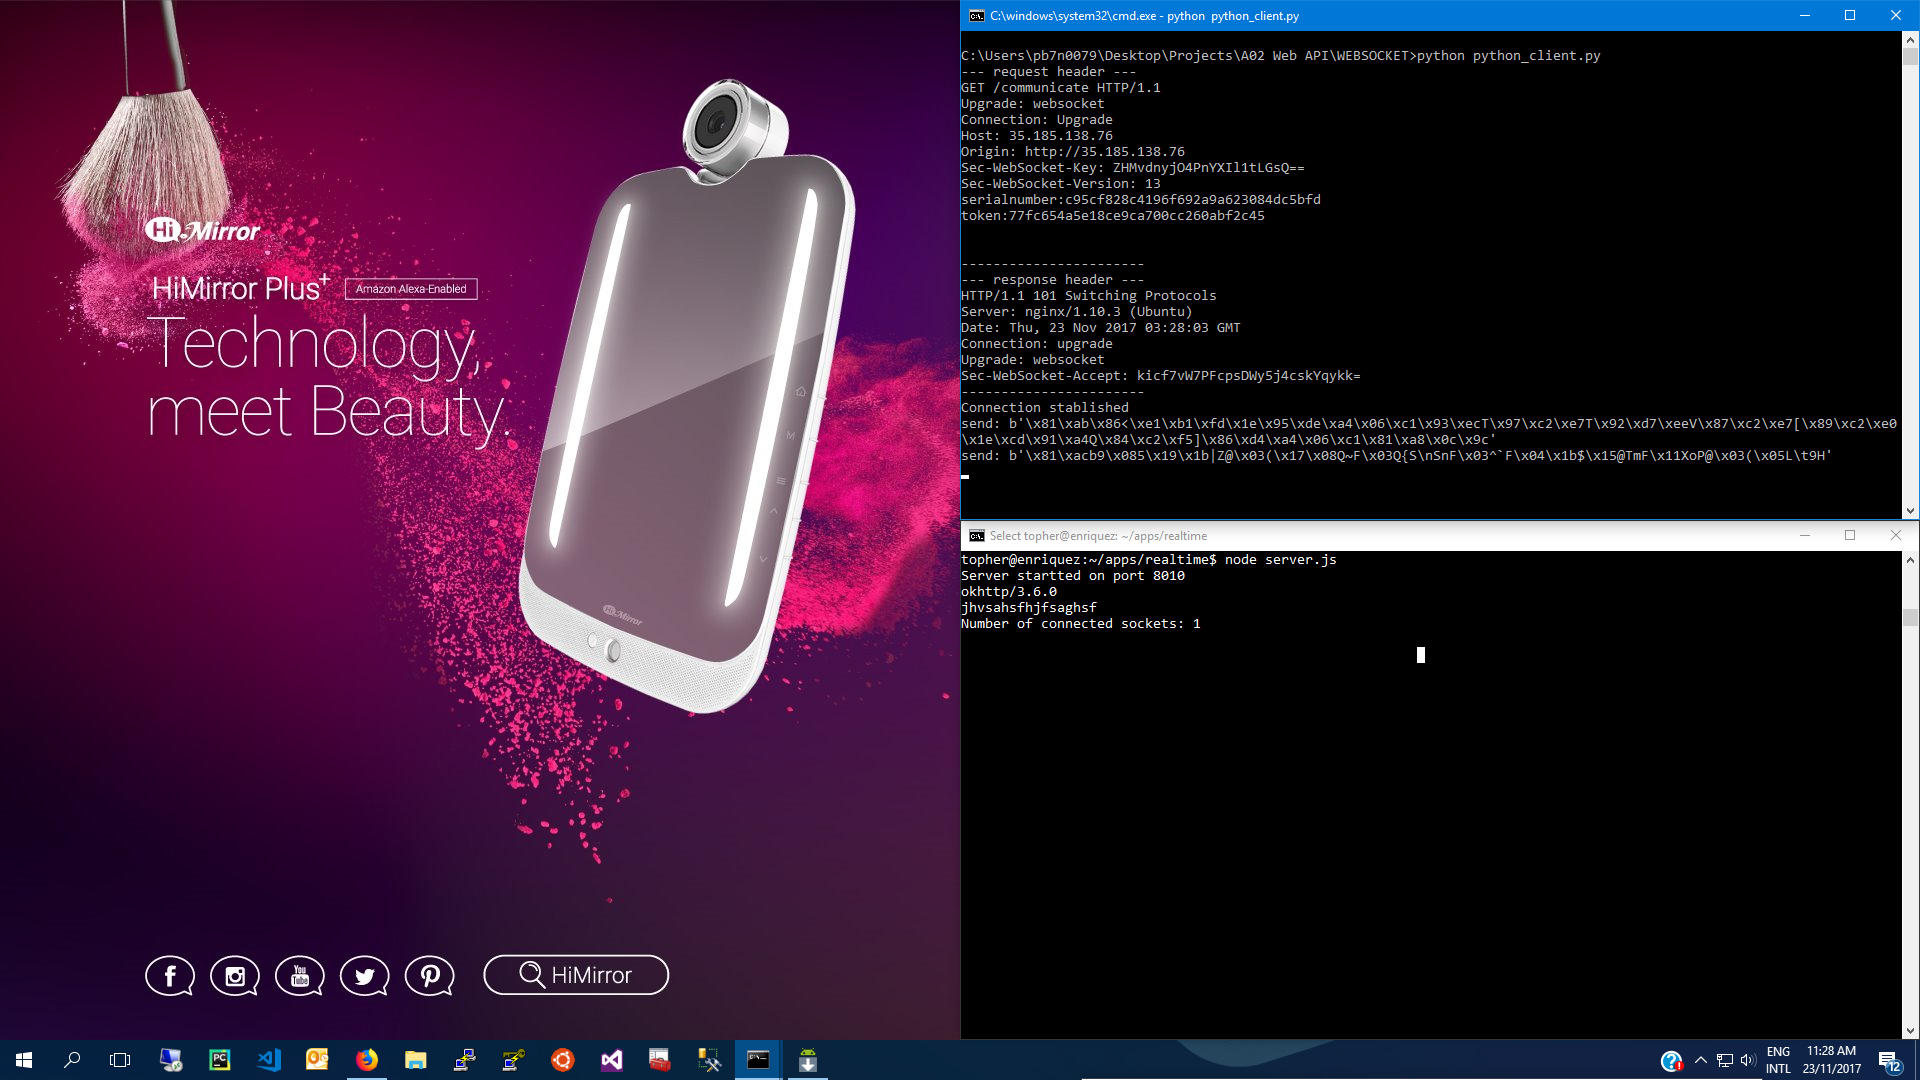 Hi Mirror
HiMirror Plus+ Amazon Alexa-Enabled
Technology,
meet Beauty.
M
Hi Mirror
You
Tube
HiMirror
C:\windows\system32\cmd.exe - python  python_client.py
C:\Users\pb7n0079\Desktop\Projects\A02 Web API\WEBSOCKET>python python_client.py
--- request header ---
GET /communicate HTTP/1.1
Upgrade: websocket
Connection: Upgrade
Host: 35.185.138.76
Origin: http://35.185.138.76
Sec-WebSocket-Key: ZHMvdnyjO4PnYXIl1tLGsQ==
Sec-WebSocket-Version: 13
serialnumber:c95cf828c4196f692a9a623084dc5bfd
token:77fc654a5e18ce9ca700cc260abf2c45
-----------------------
--- response header ---
HTTP/1.1 101 Switching Protocols
Server: nginx/1.10.3 (Ubuntu)
Date: Thu, 23 Nov 2017 03:28:03 GMT
Connection: upgrade
Upgrade: websocket
Sec-WebSocket-Accept: kicf7vW7PFcpsDWy5j4cskYqykk=
-----------------------
Connection stablished
send: b'\x81\xab\x86<\xe1\xb1\xfd\x1e\x95\xde\xa4\x06\xc1\x93\xecT\x97\xc2\xe7T\x92\xd7\xeeV\x87\xc2\xe7[\x89\xc2\xe0
\x1e\xcd\x91\xa4Q\x84\xc2\xf5]\x86\xd4\xa4\x06\xc1\x81\xa8\x0c\x9c'
send: b'\x81\xacb9\x085\x19\x1b|Z@\x03(\x17\x08Q~F\x03Q{S\nSnF\x03^`F\x04\x1b$\x15@TmF\x11XoP@\x03(\x05L\t9H'
Select topher@enriquez: ~/apps/realtime
topher@enriquez:~/apps/realtime$ node server.js
Server startted on port 8010
okhttp/3.6.0
jhvsahsfhjfsaghsf
Number of connected sockets: 1
PC
ENG
INTL
11:28 AM
23/11/2017
12